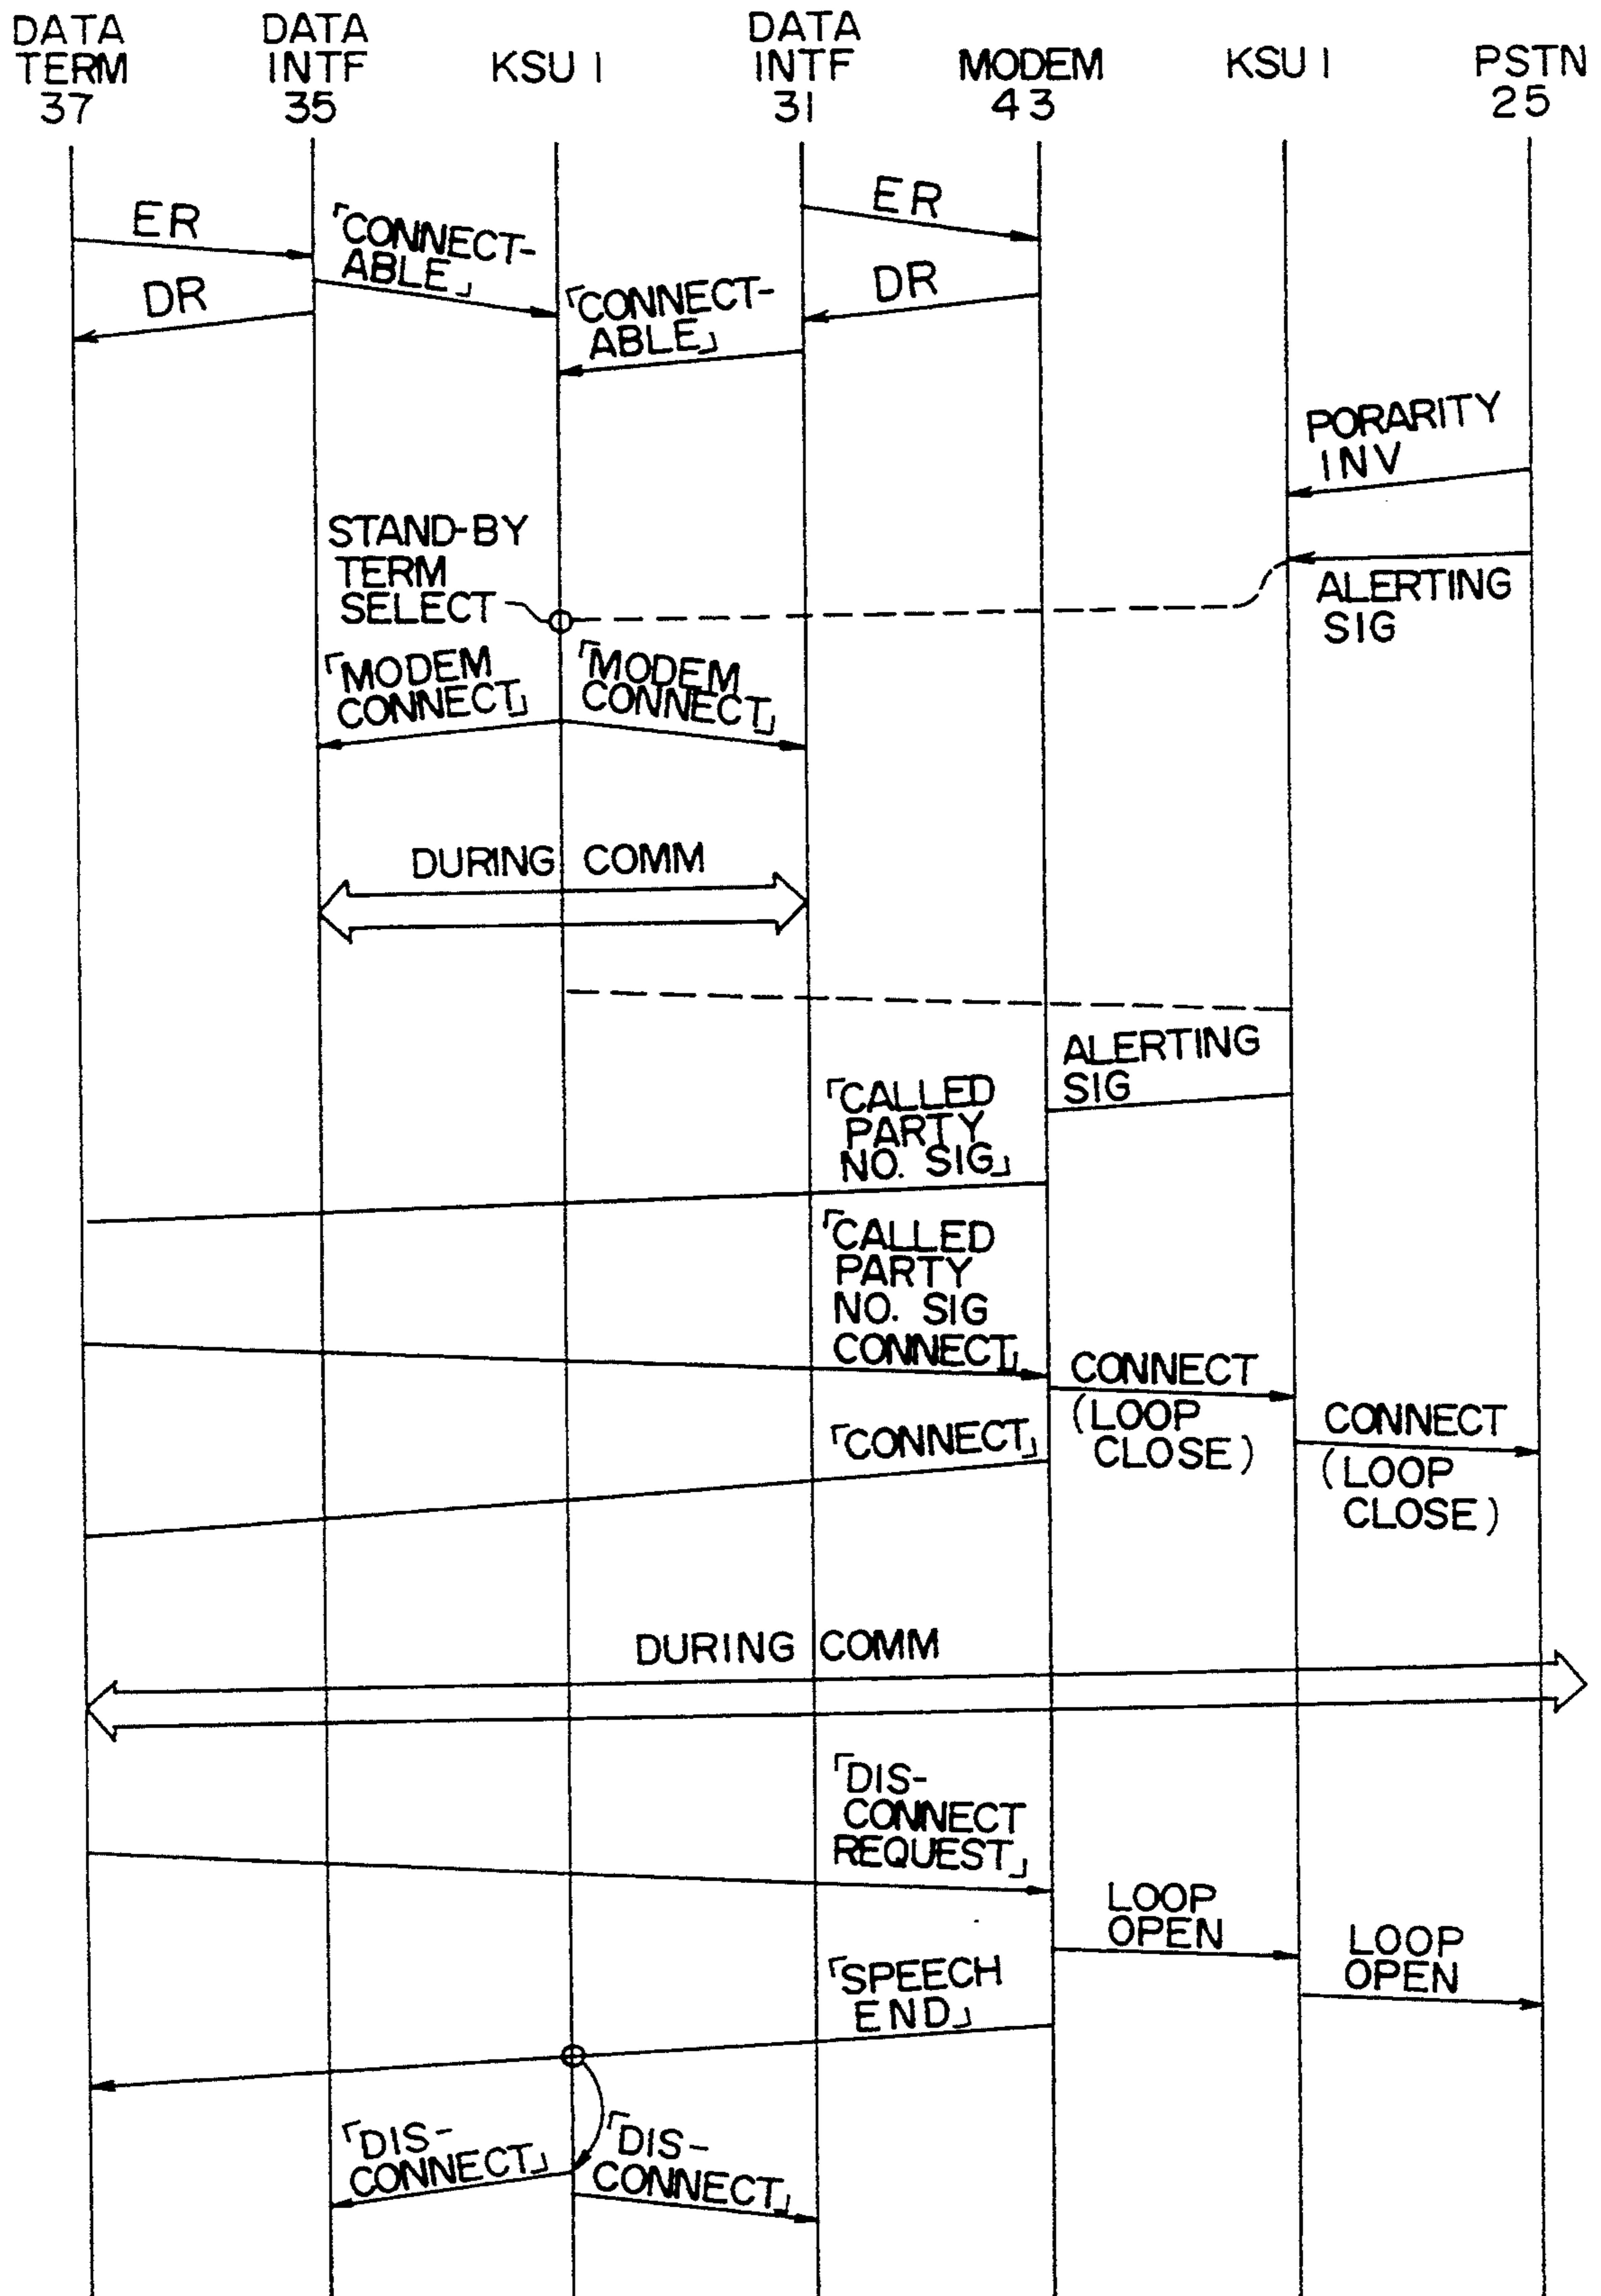 DATA TERM 37
DATA INTF 35
KSU 1
DATA INTF 31
MODEM 43
KSU 1
PSTN 25
ER
「CONNECT-
ABLE」
DR
ER
DR
「CONNECT-
ABLE」
PORARITY
INV
ALERTING
SIG
STAND-BY
TERM
SELECT
「MODEM
CONNECT」
「MODEM
CONNECT」
DURING COMM
ALERTING
SIG
「CALLED
PARTY
NO. SIG」
「CALLED
PARTY
NO. SIG
CONNECT」
CONNECT
(LOOP
CLOSE)
CONNECT
(LOOP
CLOSE)
「CONNECT」
DURING COMM
「DIS-
CONNECT
REQUEST」
LOOP
OPEN
LOOP
OPEN
「SPEECH
END」
「DIS-
CONNECT」
「DIS-
CONNECT」